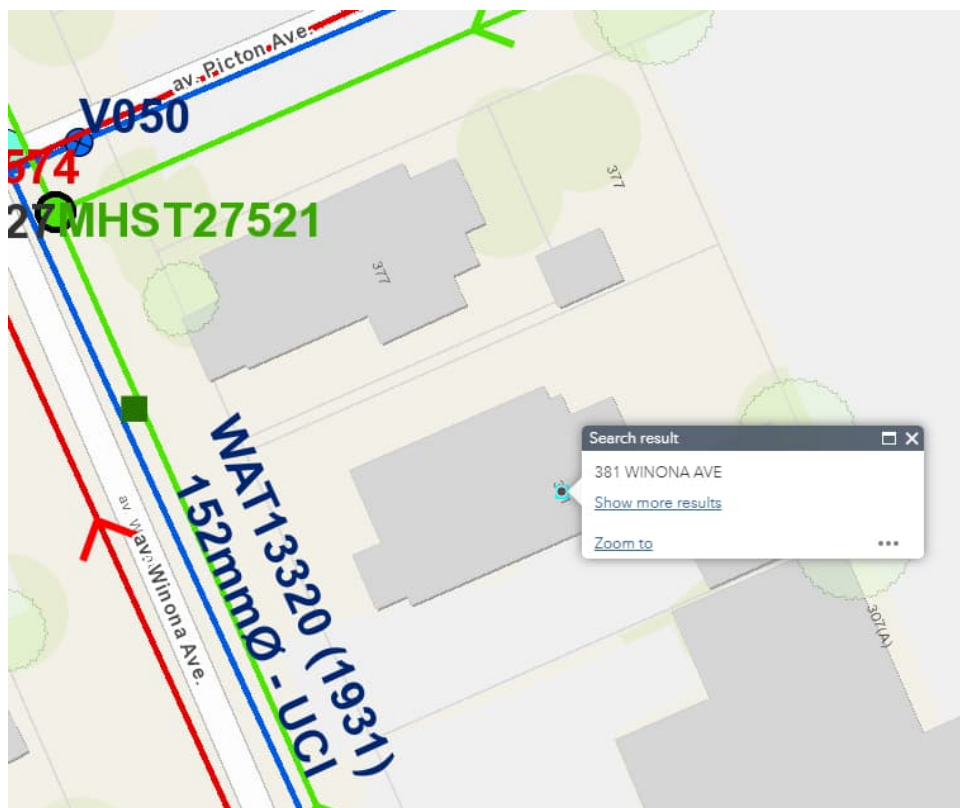 av. Picton Ave.
V050
574
27
MHST27521
377
377
WAT13320 (1931)
152mmØ - UCI
Search result
381 WINONA AVE
Show more results
Zoom to
av. Winona Ave.
307(A)